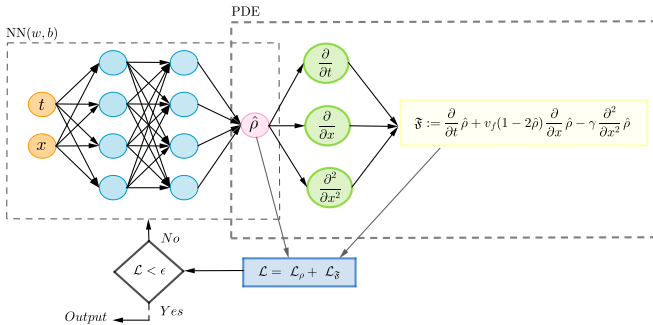 PDE
NN(w, b)
t
x
ρ̂
∂/∂t
∂/∂x
∂²/∂x²
𝔉 := ∂/∂t ρ̂ + v_f(1 − 2ρ̂) ∂/∂x ρ̂ − γ ∂²/∂x² ρ̂
No
ℒ < ϵ
ℒ = ℒ_ρ + ℒ_𝔉
Yes
Output